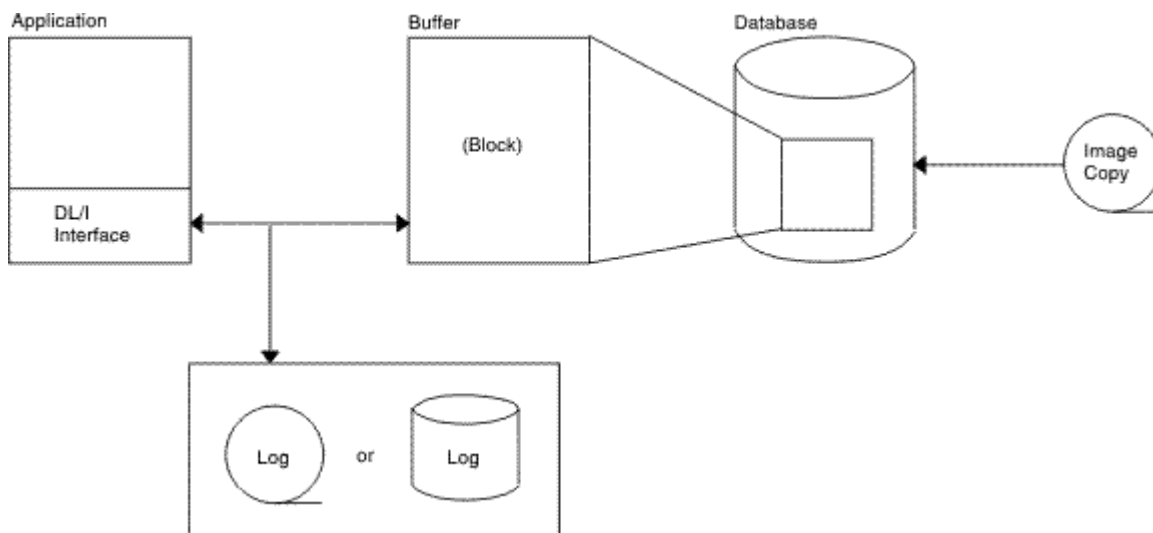 Application
Buffer
Database
(Block)
Image
Copy
DL/I
Interface
Log
or
Log